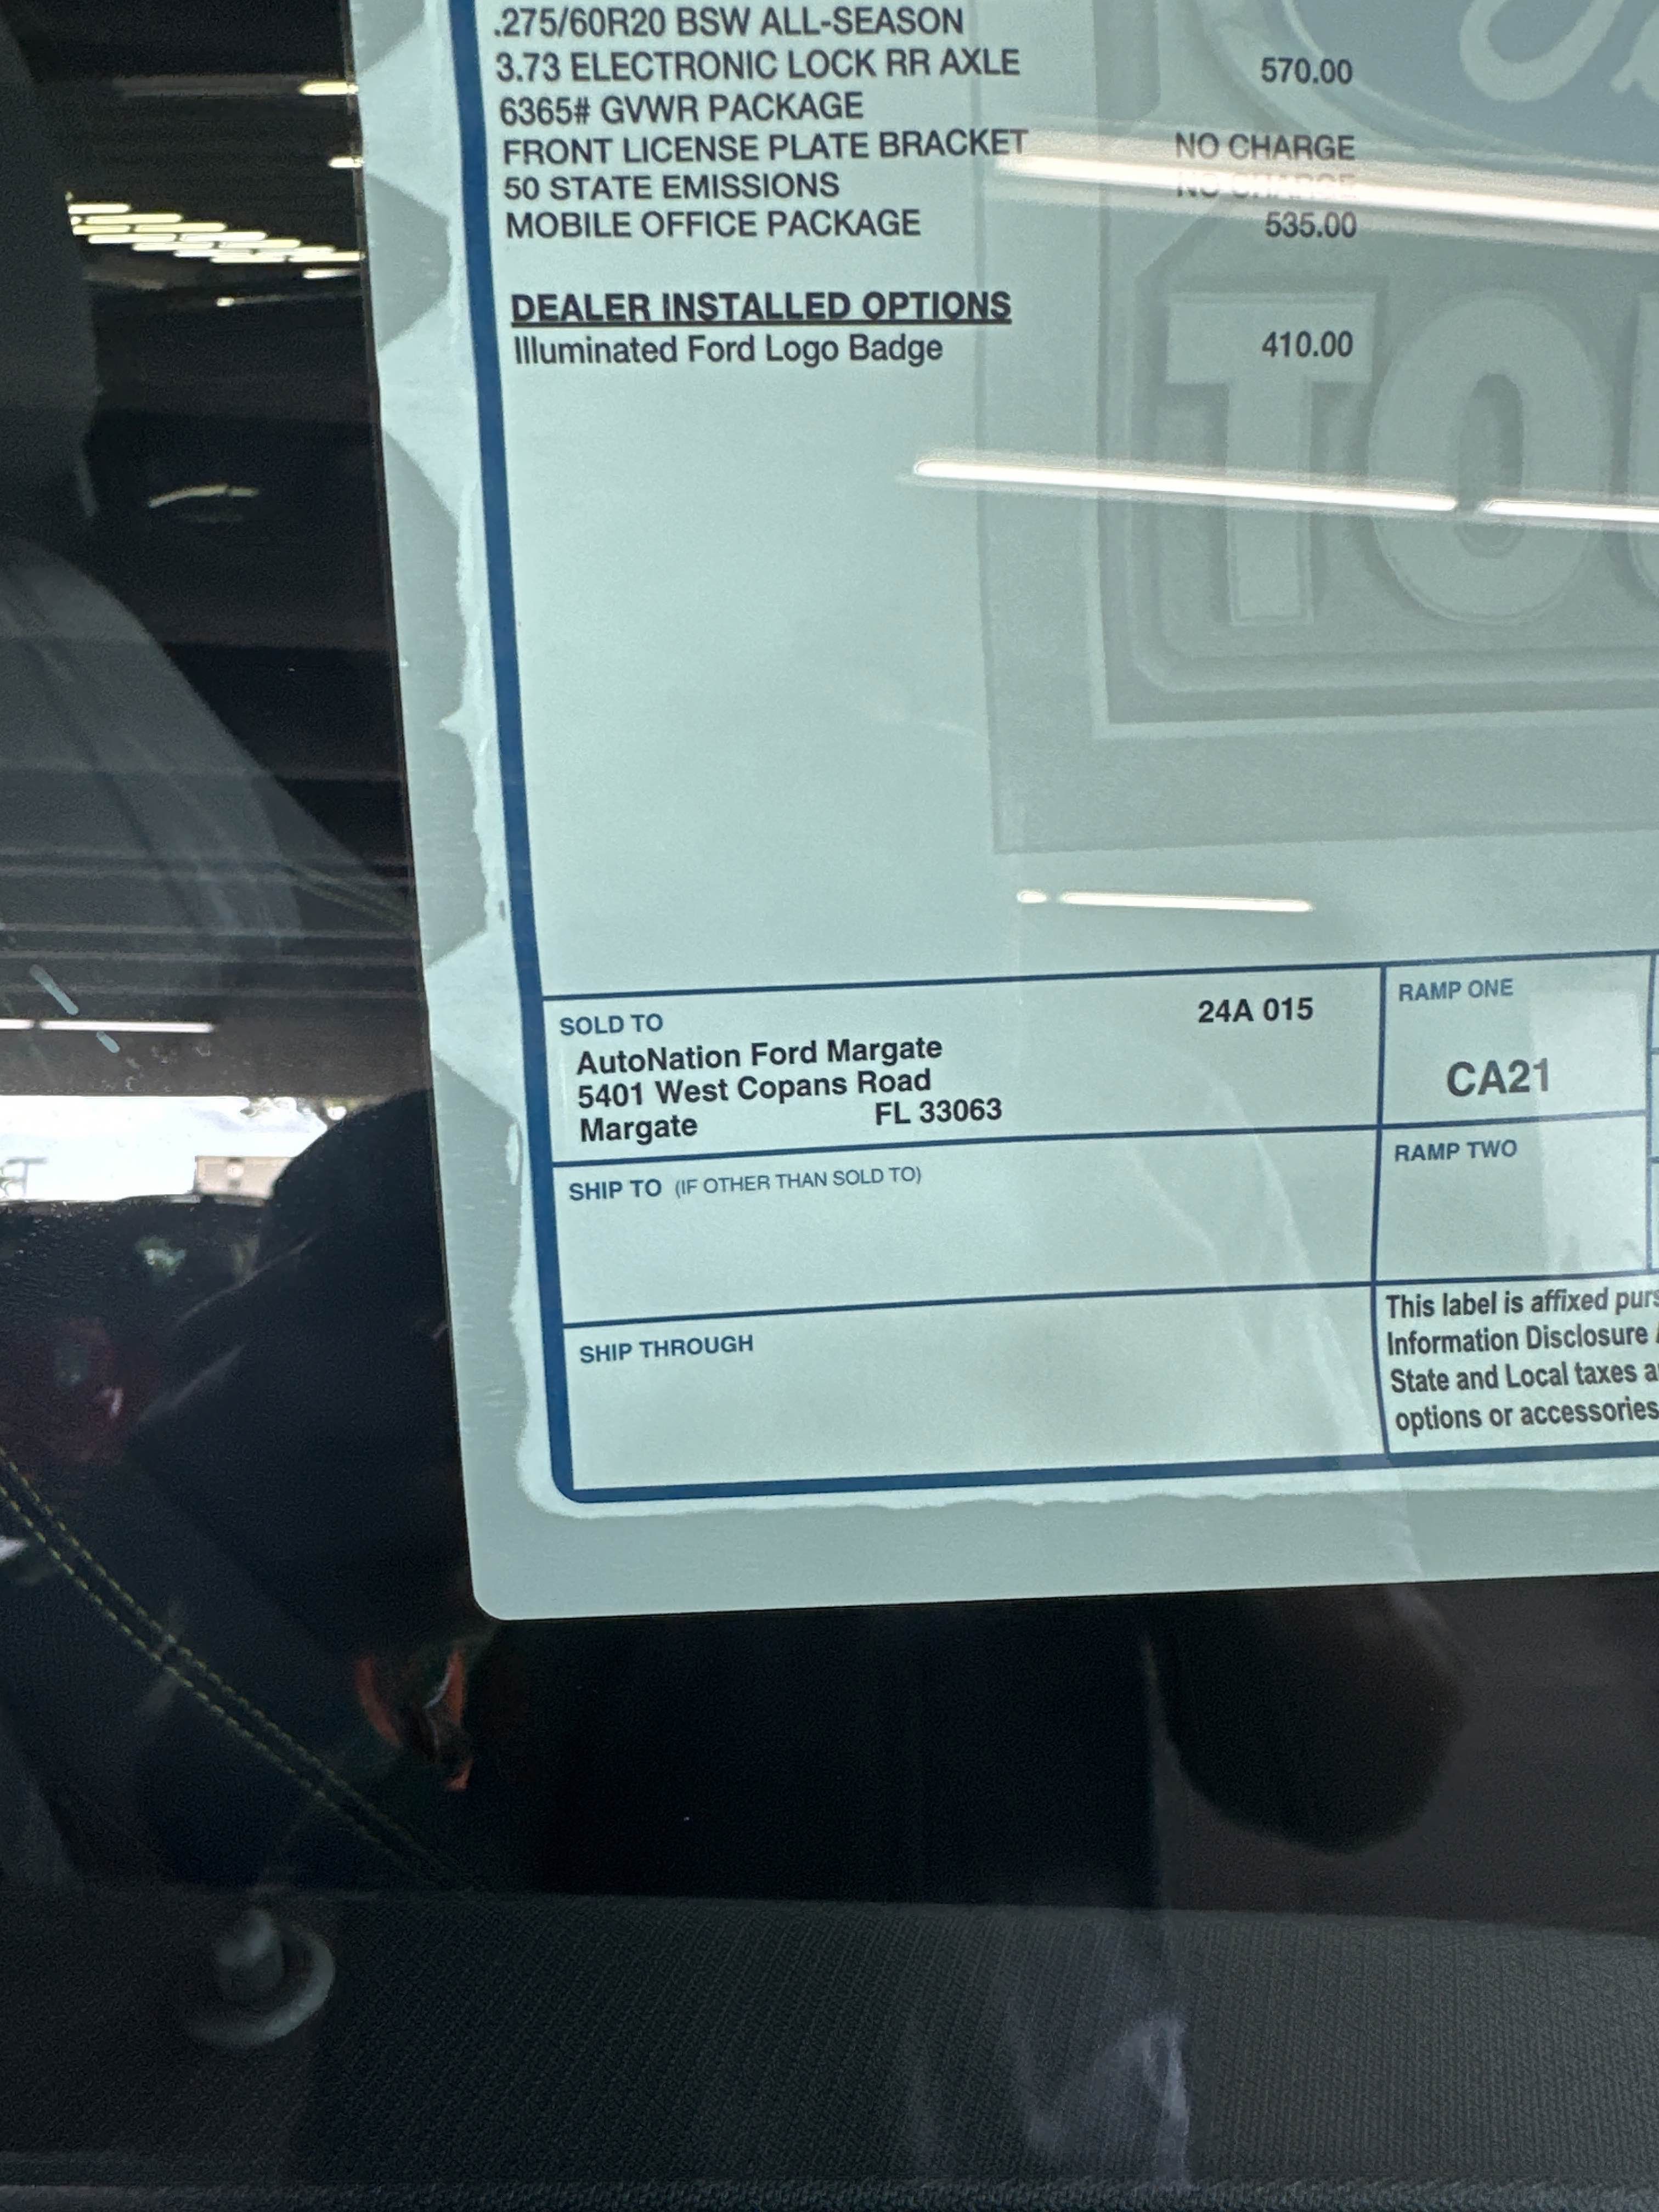 .275/60R20 BSW ALL-SEASON
3.73 ELECTRONIC LOCK RR AXLE 570.00
6365# GVWR PACKAGE
FRONT LICENSE PLATE BRACKET NO CHARGE
50 STATE EMISSIONS NO CHARGE
MOBILE OFFICE PACKAGE 535.00
DEALER INSTALLED OPTIONS
Illuminated Ford Logo Badge 410.00
SOLD TO 24A 015
AutoNation Ford Margate
5401 West Copans Road
Margate FL 33063
RAMP ONE
CA21
RAMP TWO
SHIP TO (IF OTHER THAN SOLD TO)
SHIP THROUGH
This label is affixed
Information Disclosure
State and Local taxes
options or accessories